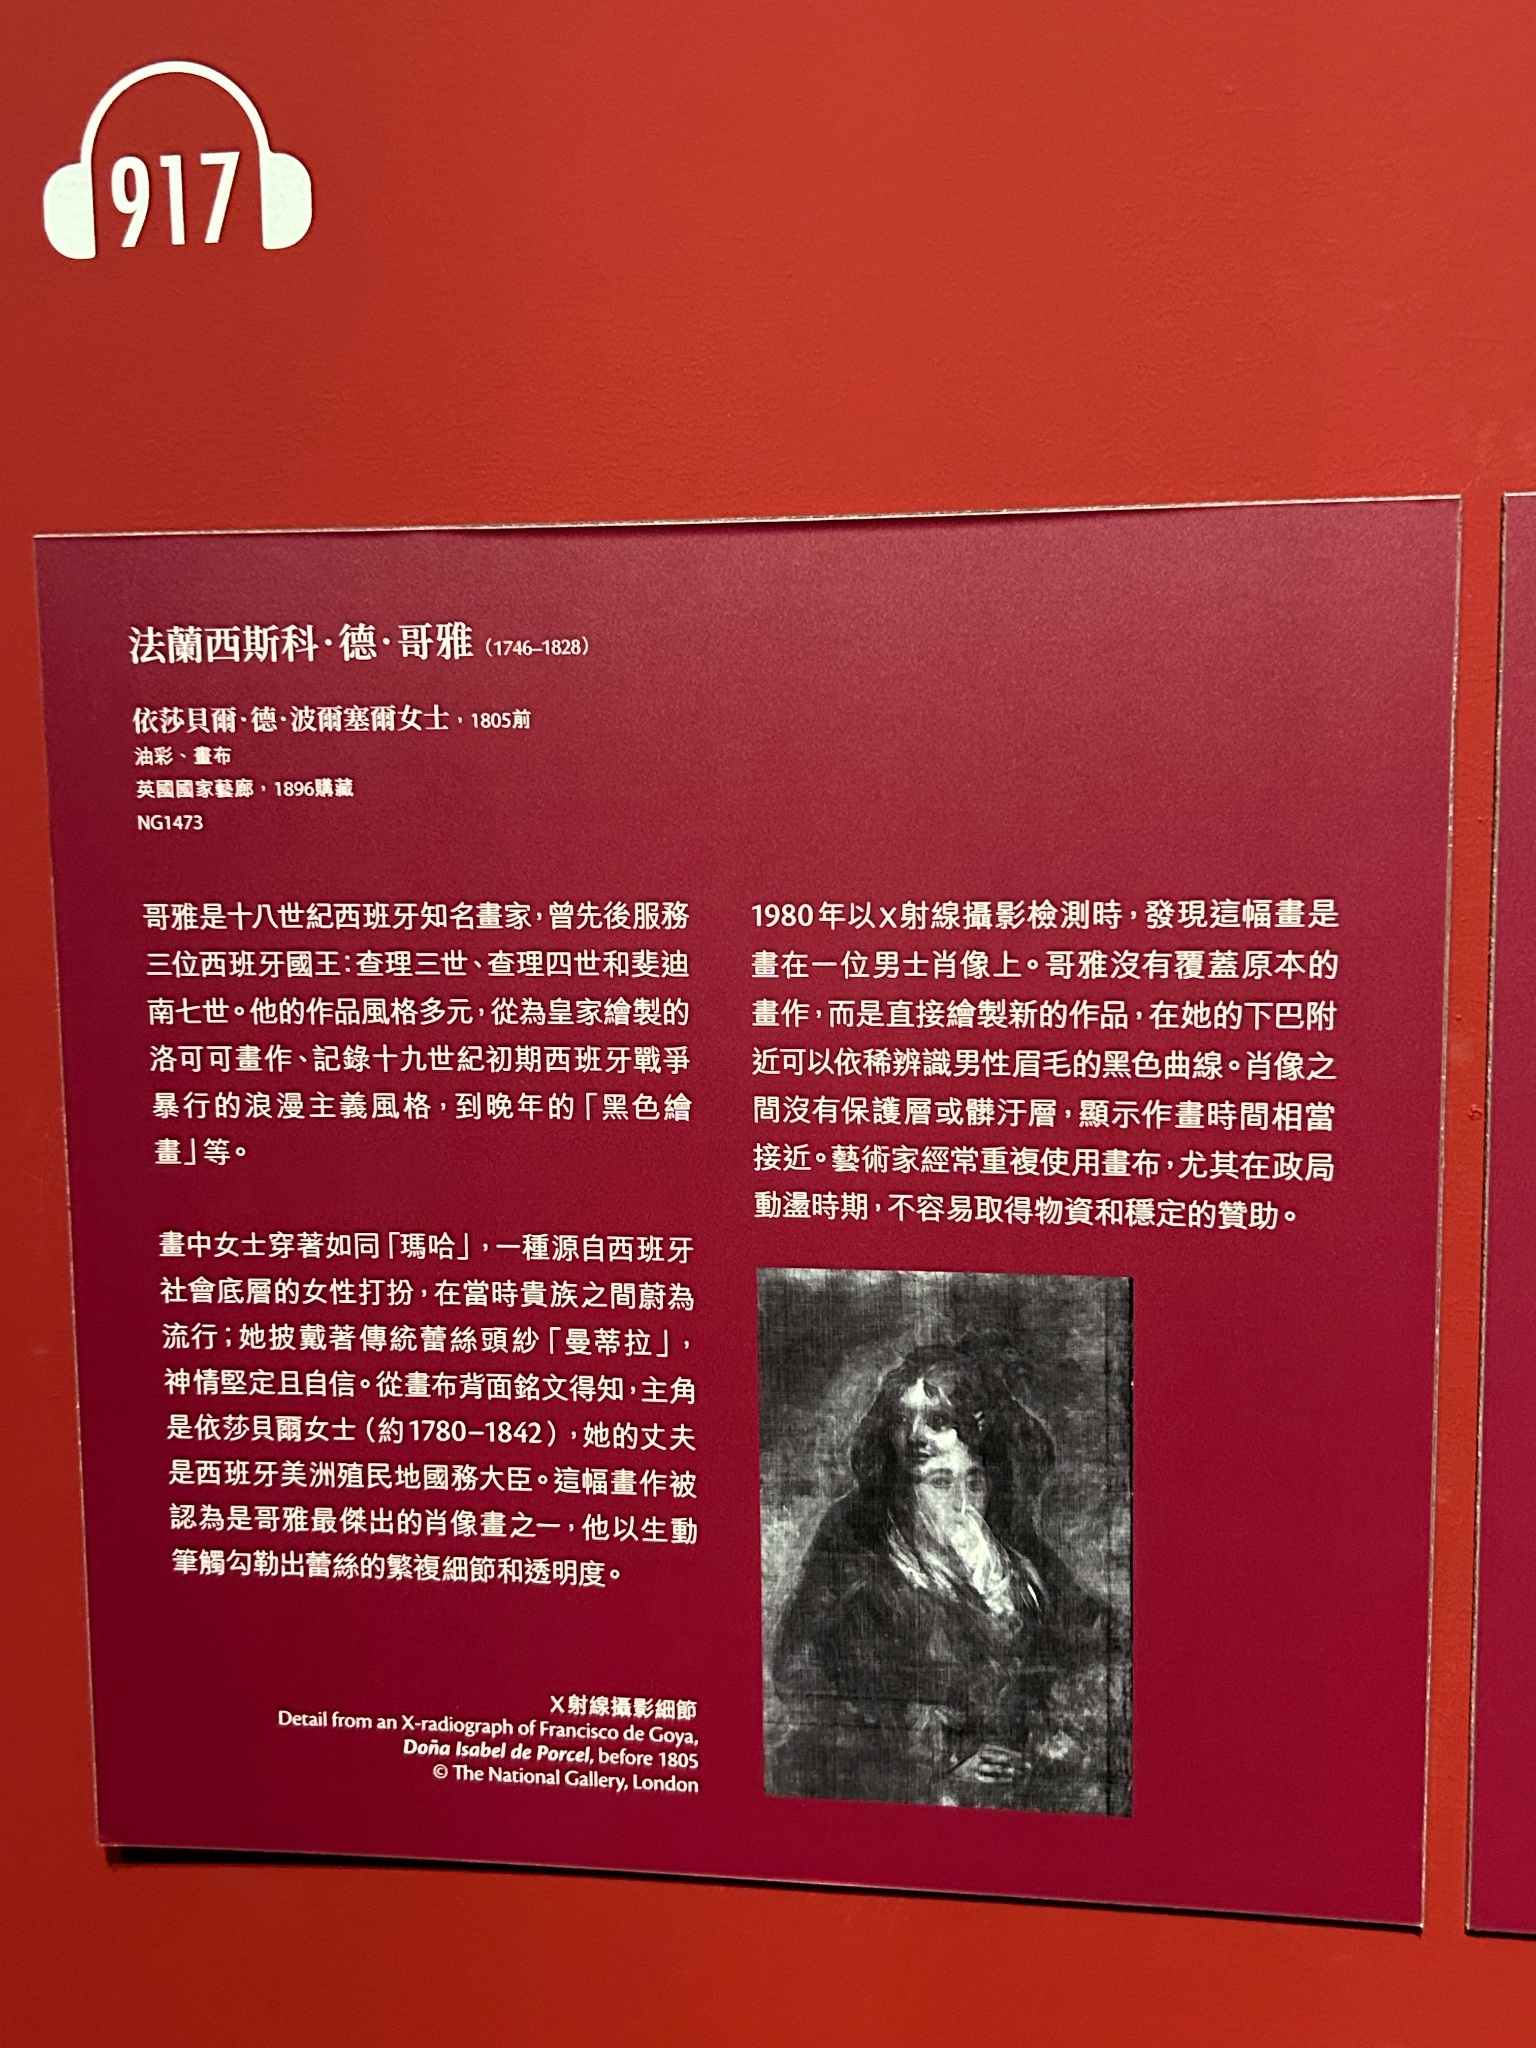 917
法蘭西斯科·德·哥雅（1746–1828）
依莎貝爾·德·波爾塞爾女士，1805前
油彩、畫布
英國國家藝廊，1896購藏
NG1473
哥雅是十八世紀西班牙知名畫家，曾先後服務
三位西班牙國王：查理三世、查理四世和斐迪
南七世。他的作品風格多元，從為皇家繪製的
洛可可畫作、記錄十九世紀初期西班牙戰爭
暴行的浪漫主義風格，到晚年的「黑色繪
畫」等。
畫中女士穿著如同「瑪哈」，一種源自西班牙
社會底層的女性打扮，在當時貴族之間蔚為
流行；她披戴著傳統蕾絲頭紗「曼蒂拉」，
神情堅定且自信。從畫布背面銘文得知，主角
是依莎貝爾女士（約1780–1842），她的丈夫
是西班牙美洲殖民地國務大臣。這幅畫作被
認為是哥雅最傑出的肖像畫之一，他以生動
筆觸勾勒出蕾絲的繁複細節和透明度。
1980年以X射線攝影檢測時，發現這幅畫是
畫在一位男士肖像上。哥雅沒有覆蓋原本的
畫作，而是直接繪製新的作品，在她的下巴附
近可以依稀辨識男性眉毛的黑色曲線。肖像之
間沒有保護層或髒汙層，顯示作畫時間相當
接近。藝術家經常重複使用畫布，尤其在政局
動盪時期，不容易取得物資和穩定的贊助。
X射線攝影細節
Detail from an X-radiograph of Francisco de Goya,
Doña Isabel de Porcel, before 1805
© The National Gallery, London